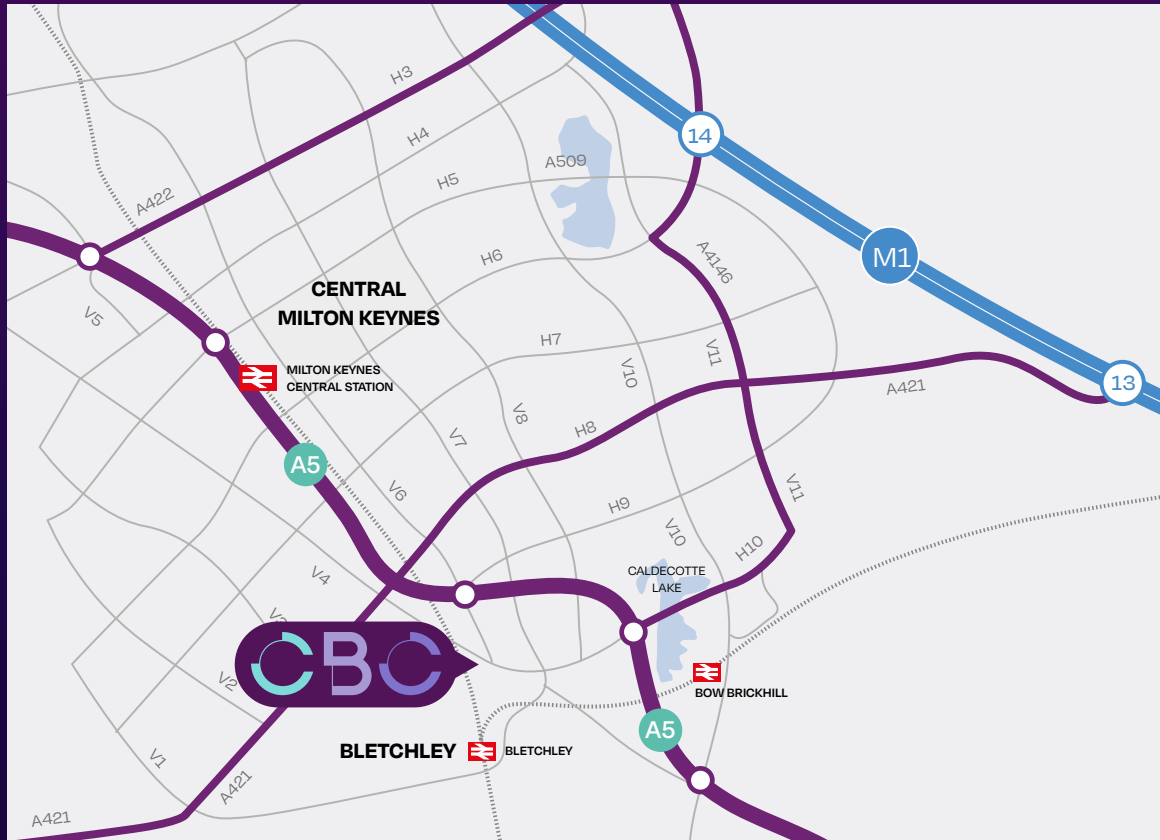 H3
14
H4
A509
H5
A422
A4146
H6
M1
CENTRAL
MILTON KEYNES
V5
H7
V11
V10
MILTON KEYNES
CENTRAL STATION
13
A421
V8
H8
V7
A5
V6
V11
H9
V10
H10
V4
CALDECOTTE
LAKE
CBC
V2
BOW BRICKHILL
A5
BLETCHLEY
BLETCHLEY
V1
A421
A421